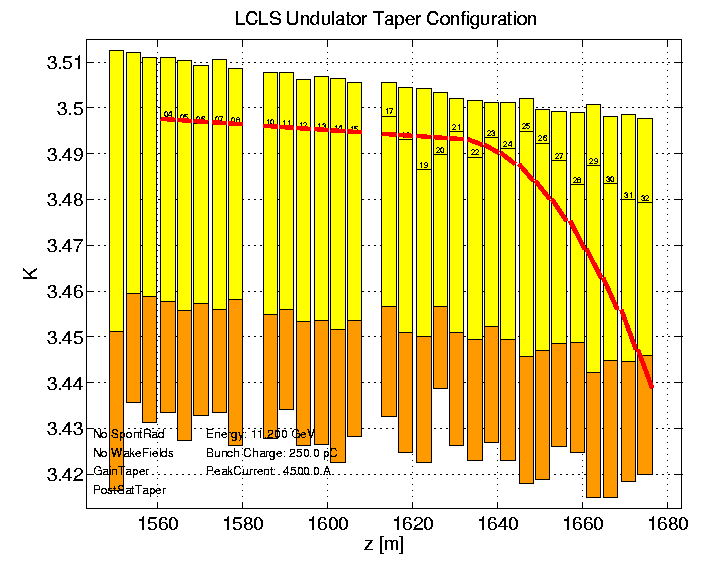 LCLS Undulator Taper Configuration
3.51
3.5
3.49
3.48
3.47
3.46
3.45
3.44
3.43
3.42
K
04 05 06 07 08 10 11 12 13 14 15 17 19 20 21 22 23 24 25 26 27 28 29 30 31 32
No SpontRad Energy: 11.200 GeV
No WakeFields Bunch Charge: 250.0 pC
GainTaper PeakCurrent: 4500.0 A
PostSatTaper
1560 1580 1600 1620 1640 1660 1680
z [m]